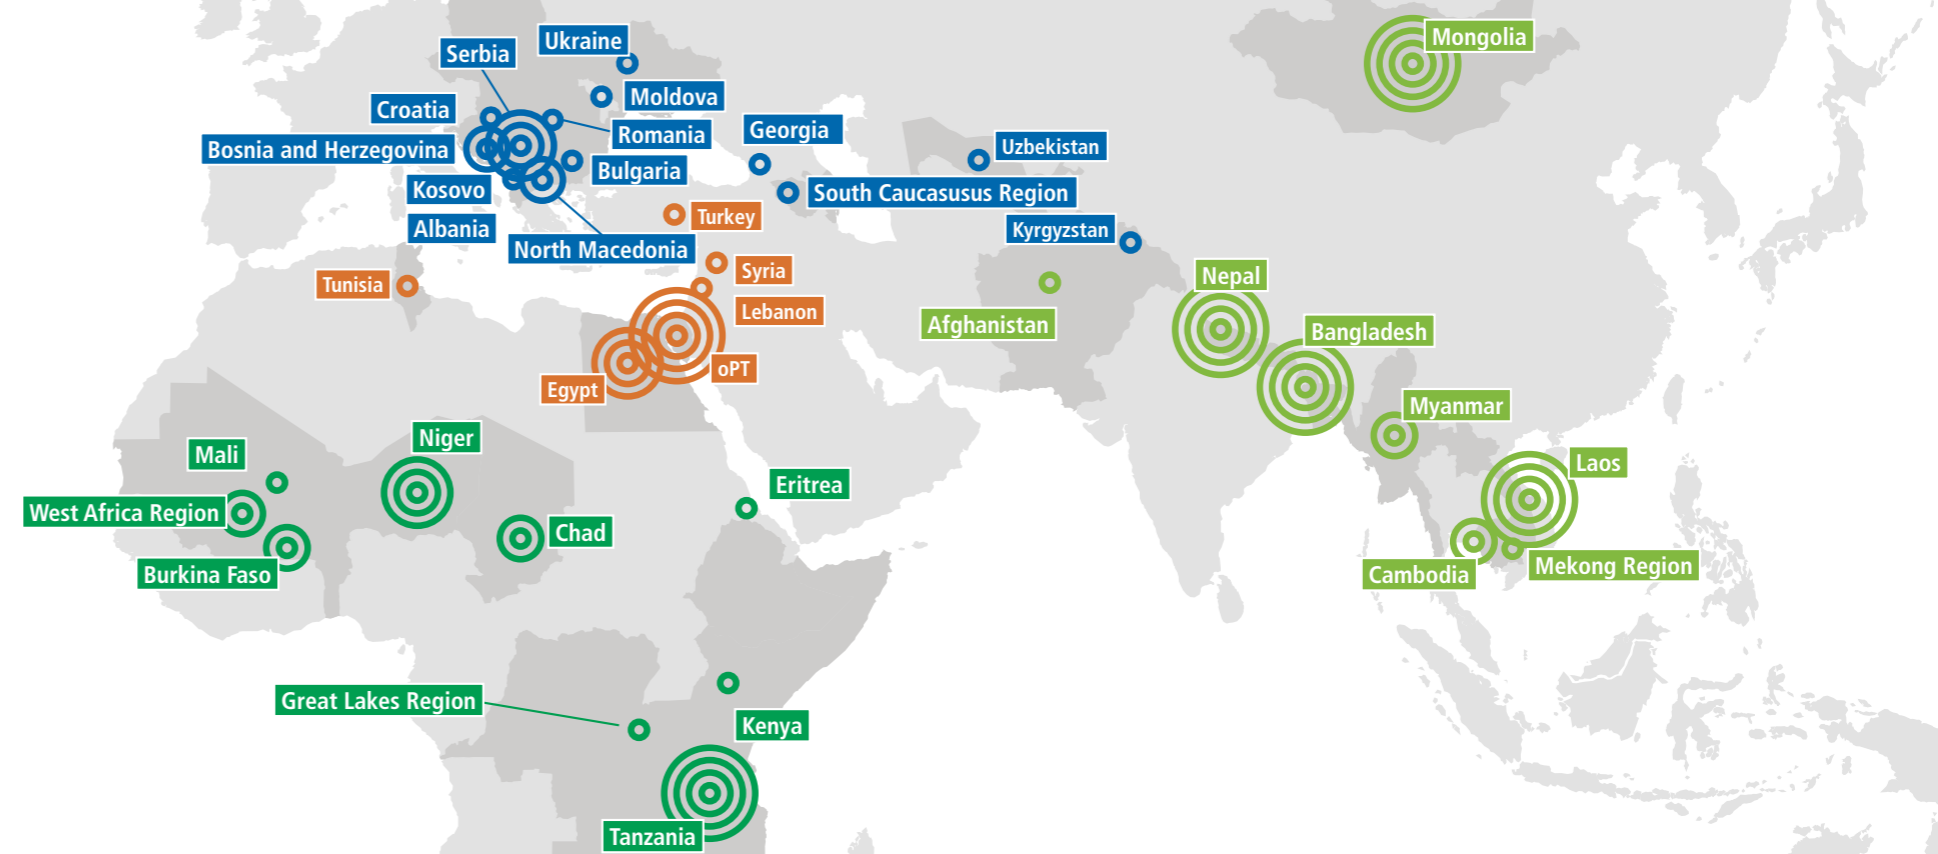 Ukraine
Mongolia
Serbia
Moldova
Croatia
Romania
Georgia
Bosnia and Herzegovina
Uzbekistan
Bulgaria
Kosovo
South Caucasusus Region
Turkey
Albania
Kyrgyzstan
North Macedonia
Syria
Nepal
Tunisia
Lebanon
Afghanistan
Bangladesh
oPT
Egypt
Myanmar
Niger
Mali
Laos
Eritrea
West Africa Region
Chad
Mekong Region
Burkina Faso
Cambodia
Great Lakes Region
Kenya
Tanzania